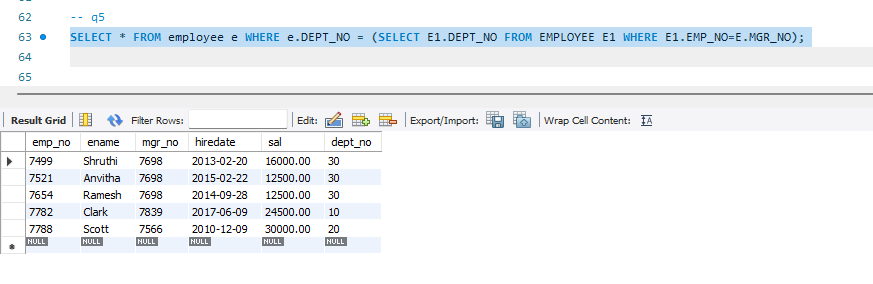 62 -- q5
63 SELECT * FROM employee e WHERE e.DEPT_NO = (SELECT E1.DEPT_NO FROM EMPLOYEE E1 WHERE E1.EMP_NO=E.MGR_NO);
64
65
Result Grid Filter Rows: Edit: Export/Import: Wrap Cell Content: IA
emp_no ename mgr_no hiredate sal dept_no
7499 Shruthi 7698 2013-02-20 16000.00 30
7521 Anvitha 7698 2015-02-22 12500.00 30
7654 Ramesh 7698 2014-09-28 12500.00 30
7782 Clark 7839 2017-06-09 24500.00 10
7788 Scott 7566 2010-12-09 30000.00 20
NULL NULL NULL NULL NULL NULL